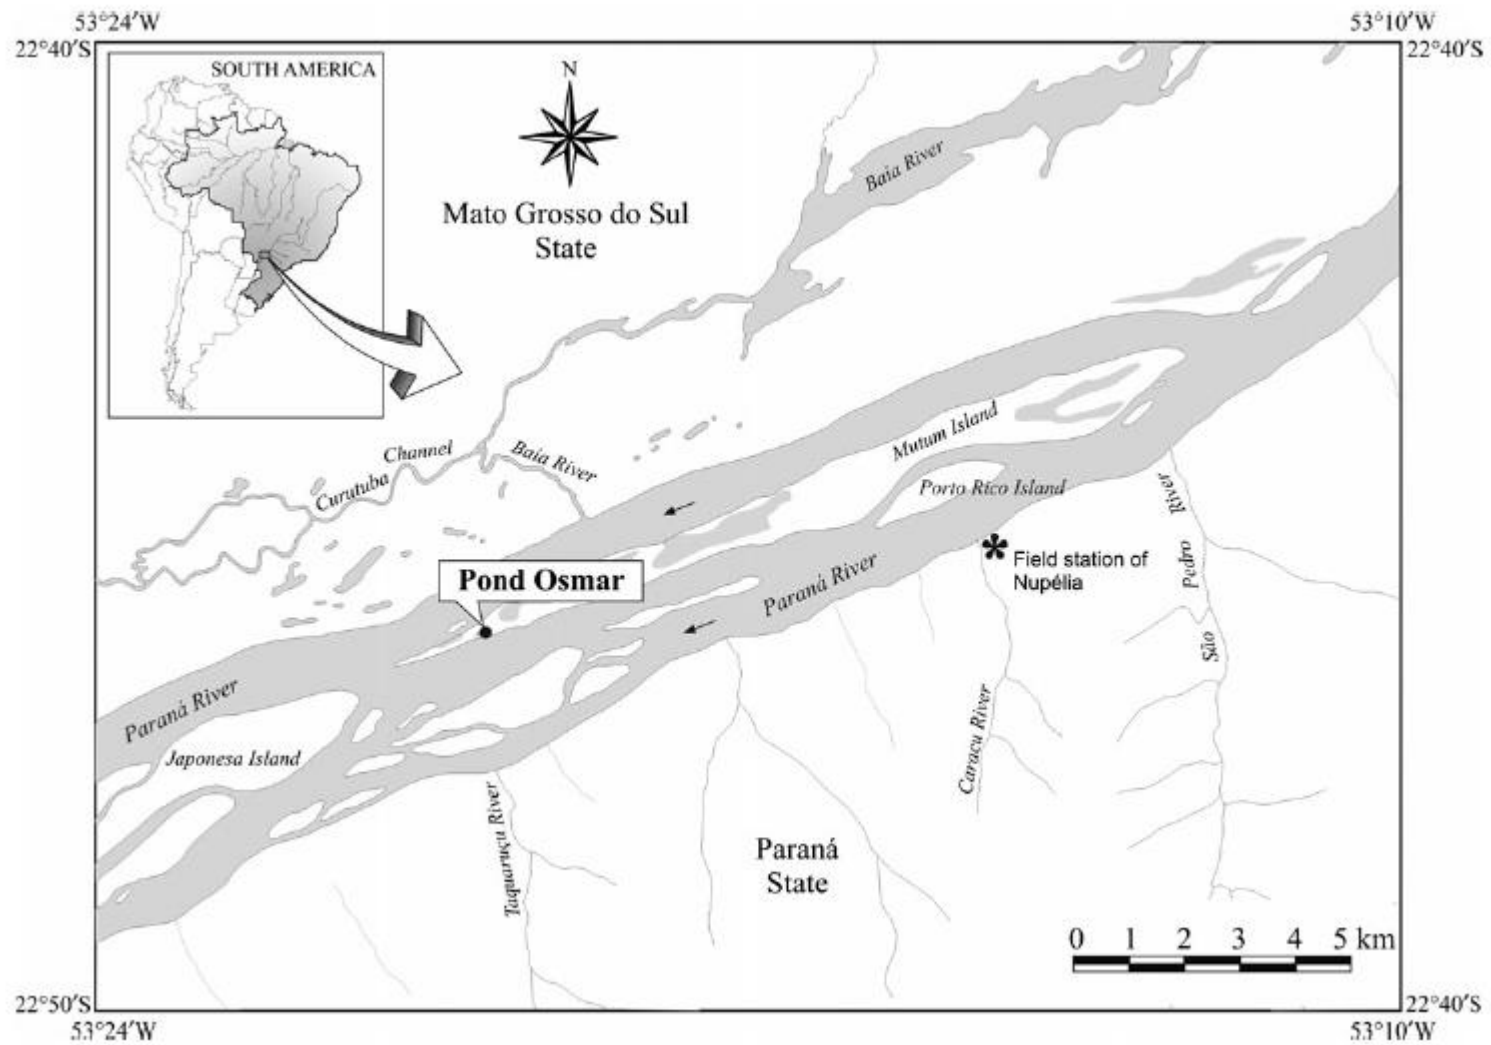 53°24'W
53°10'W
22°40'S
22°40'S
SOUTH AMERICA
N
Baía River
Mato Grosso do Sul
State
Mutum Island
Channel
Curutuba
Baía River
Porto Rico Island
River
Pedro
São
Field station of
Nupélia
Pond Osmar
Paraná River
Paraná River
Japonesa Island
Caracu River
Taquaruçu River
Paraná
State
0 1 2 3 4 5 km
22°50'S
22°40'S
53°24'W
53°10'W